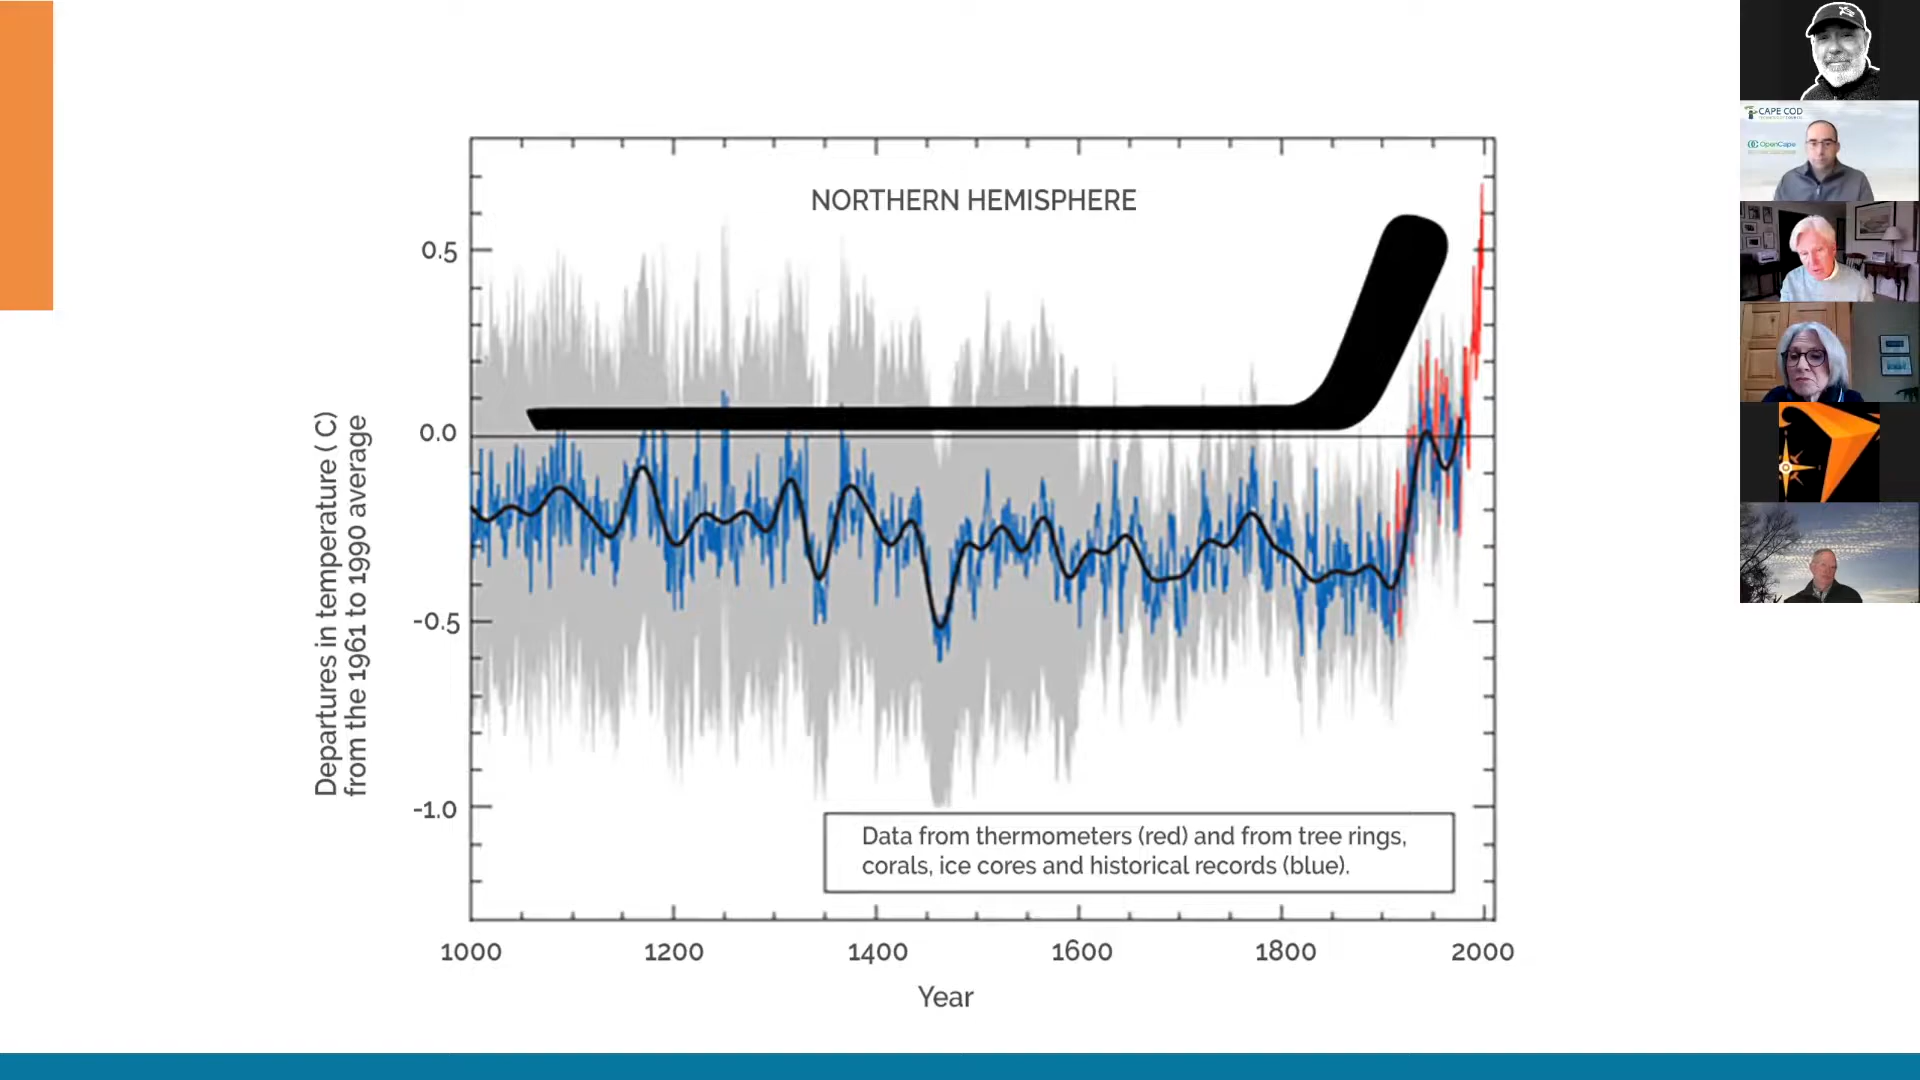 NORTHERN HEMISPHERE
0.5
0.0
-0.5
-1.0
Departures in temperature ( C)
from the 1961 to 1990 average
Data from thermometers (red) and from tree rings,
corals, ice cores and historical records (blue).
1000 1200 1400 1600 1800 2000
Year
CAPE COD
OpenCape